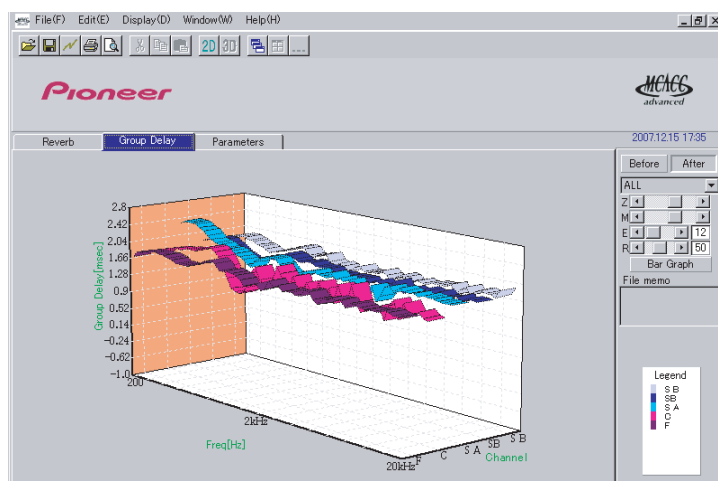 File(F) Edit(E) Display(D) Window(W) Help(H)
2D 3D
Pioneer
MCACC
advanced
Reverb Group Delay Parameters
2007.12.15 17:35
Before After
ALL
Z
M
E 12
R 50
Bar Graph
File memo
2.8
2.42
2.04
1.66
1.28
0.9
0.52
0.14
-0.24
-0.62
-1.0
Group Delay[msec]
200
2kHz
20kHz
Freq[Hz]
F C S A SB S B
Channel
Legend
S B
SB
S A
C
F